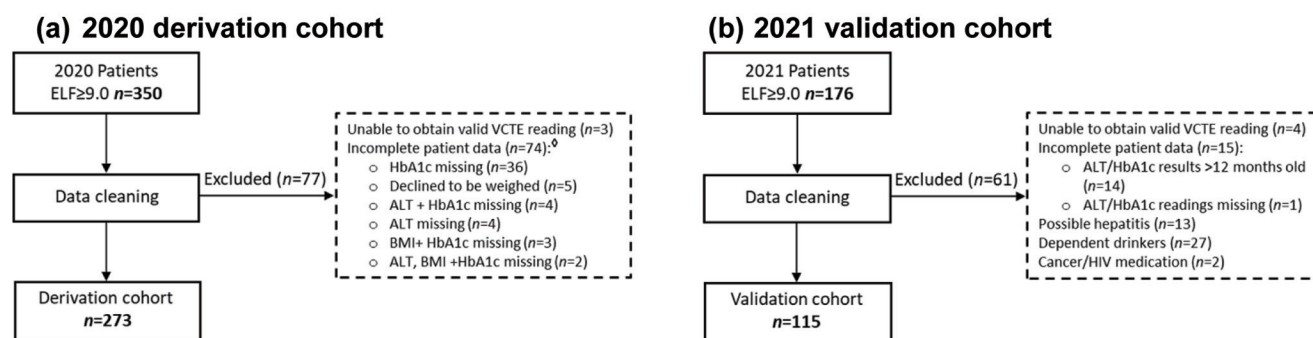 (a) 2020 derivation cohort
2020 Patients
ELF≥9.0 n=350
Data cleaning
Excluded (n=77)
Unable to obtain valid VCTE reading (n=3)
Incomplete patient data (n=74):◊
o HbA1c missing (n=36)
o Declined to be weighed (n=5)
o ALT + HbA1c missing (n=4)
o ALT missing (n=4)
o BMI+ HbA1c missing (n=3)
o ALT, BMI +HbA1c missing (n=2)
Derivation cohort
n=273
(b) 2021 validation cohort
2021 Patients
ELF≥9.0 n=176
Data cleaning
Excluded (n=61)
Unable to obtain valid VCTE reading (n=4)
Incomplete patient data (n=15):
o ALT/HbA1c results >12 months old
(n=14)
o ALT/HbA1c readings missing (n=1)
Possible hepatitis (n=13)
Dependent drinkers (n=27)
Cancer/HIV medication (n=2)
Validation cohort
n=115